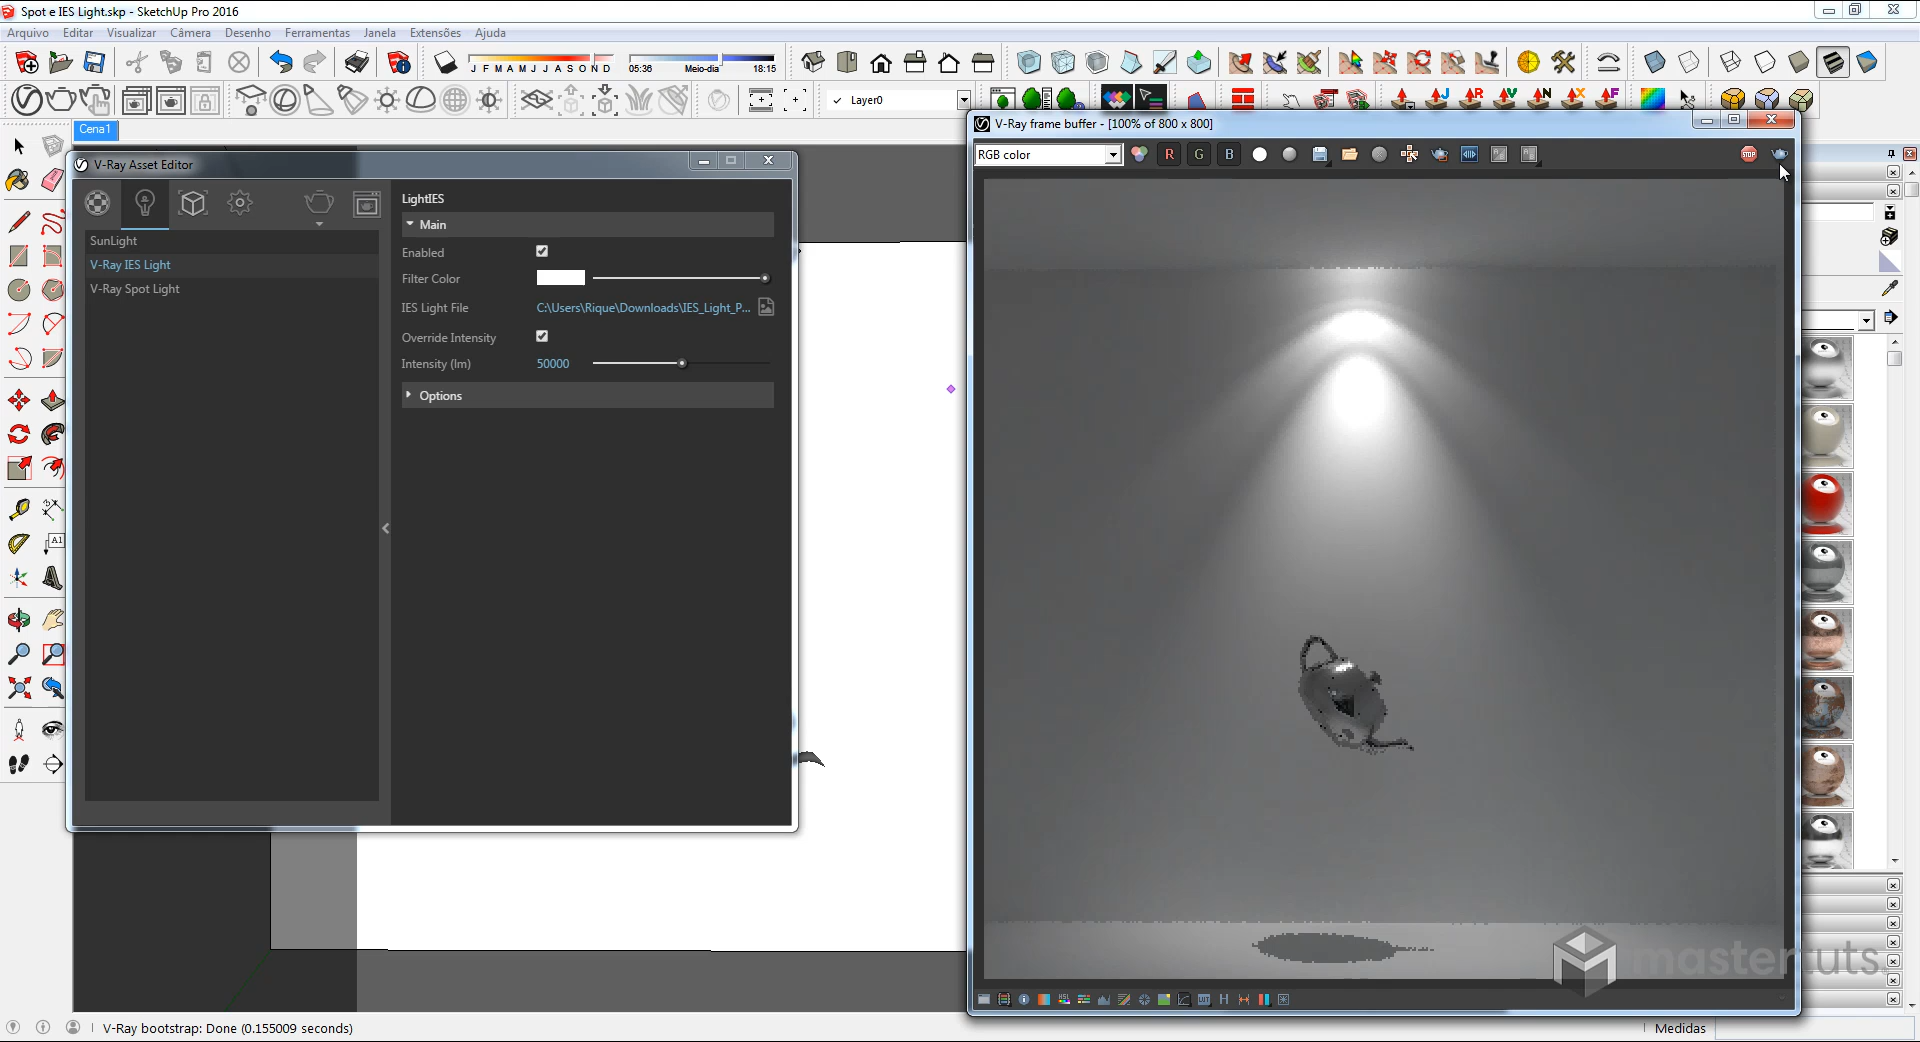 Spot e IES Light.skp - SketchUp Pro 2016
Arquivo Editar Visualizar Câmera Desenho Ferramentas Janela Extensões Ajuda
J F M A M J J A S O N D
05:36 Meio-dia 18:15
Layer0
Cena1
V-Ray Asset Editor
SunLight
V-Ray IES Light
V-Ray Spot Light
LightIES
Main
Enabled
Filter Color
IES Light File C:\Users\Rique\Downloads\IES_Light_P...
Override Intensity
Intensity (lm) 50000
Options
V-Ray frame buffer - [100% of 800 x 800]
RGB color
R G B
STOP
A1
J R V N X F
mastertuts
H
V-Ray bootstrap: Done (0.155009 seconds)
Medidas